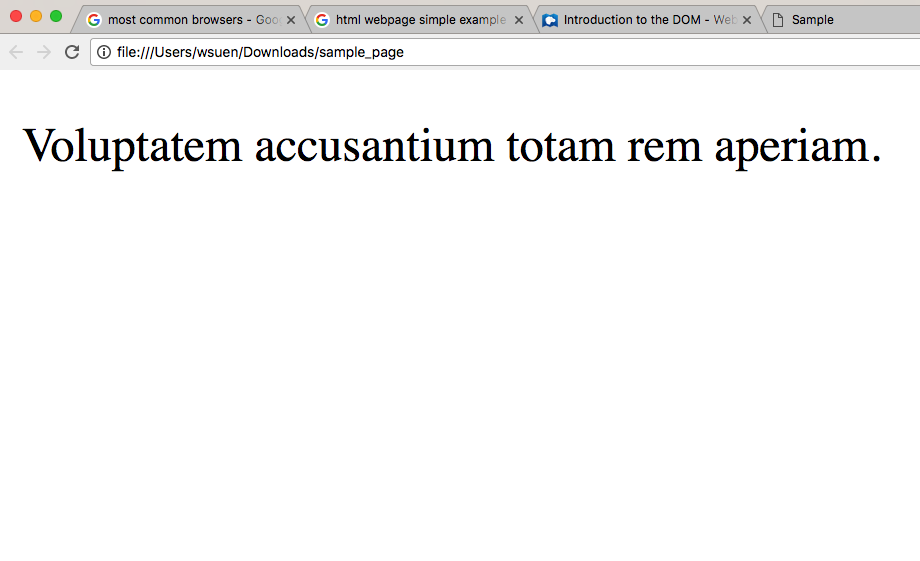 most common browsers - Goo
html webpage simple example
Introduction to the DOM - Web
Sample
file:///Users/wsuen/Downloads/sample_page
Voluptatem accusantium totam rem aperiam.